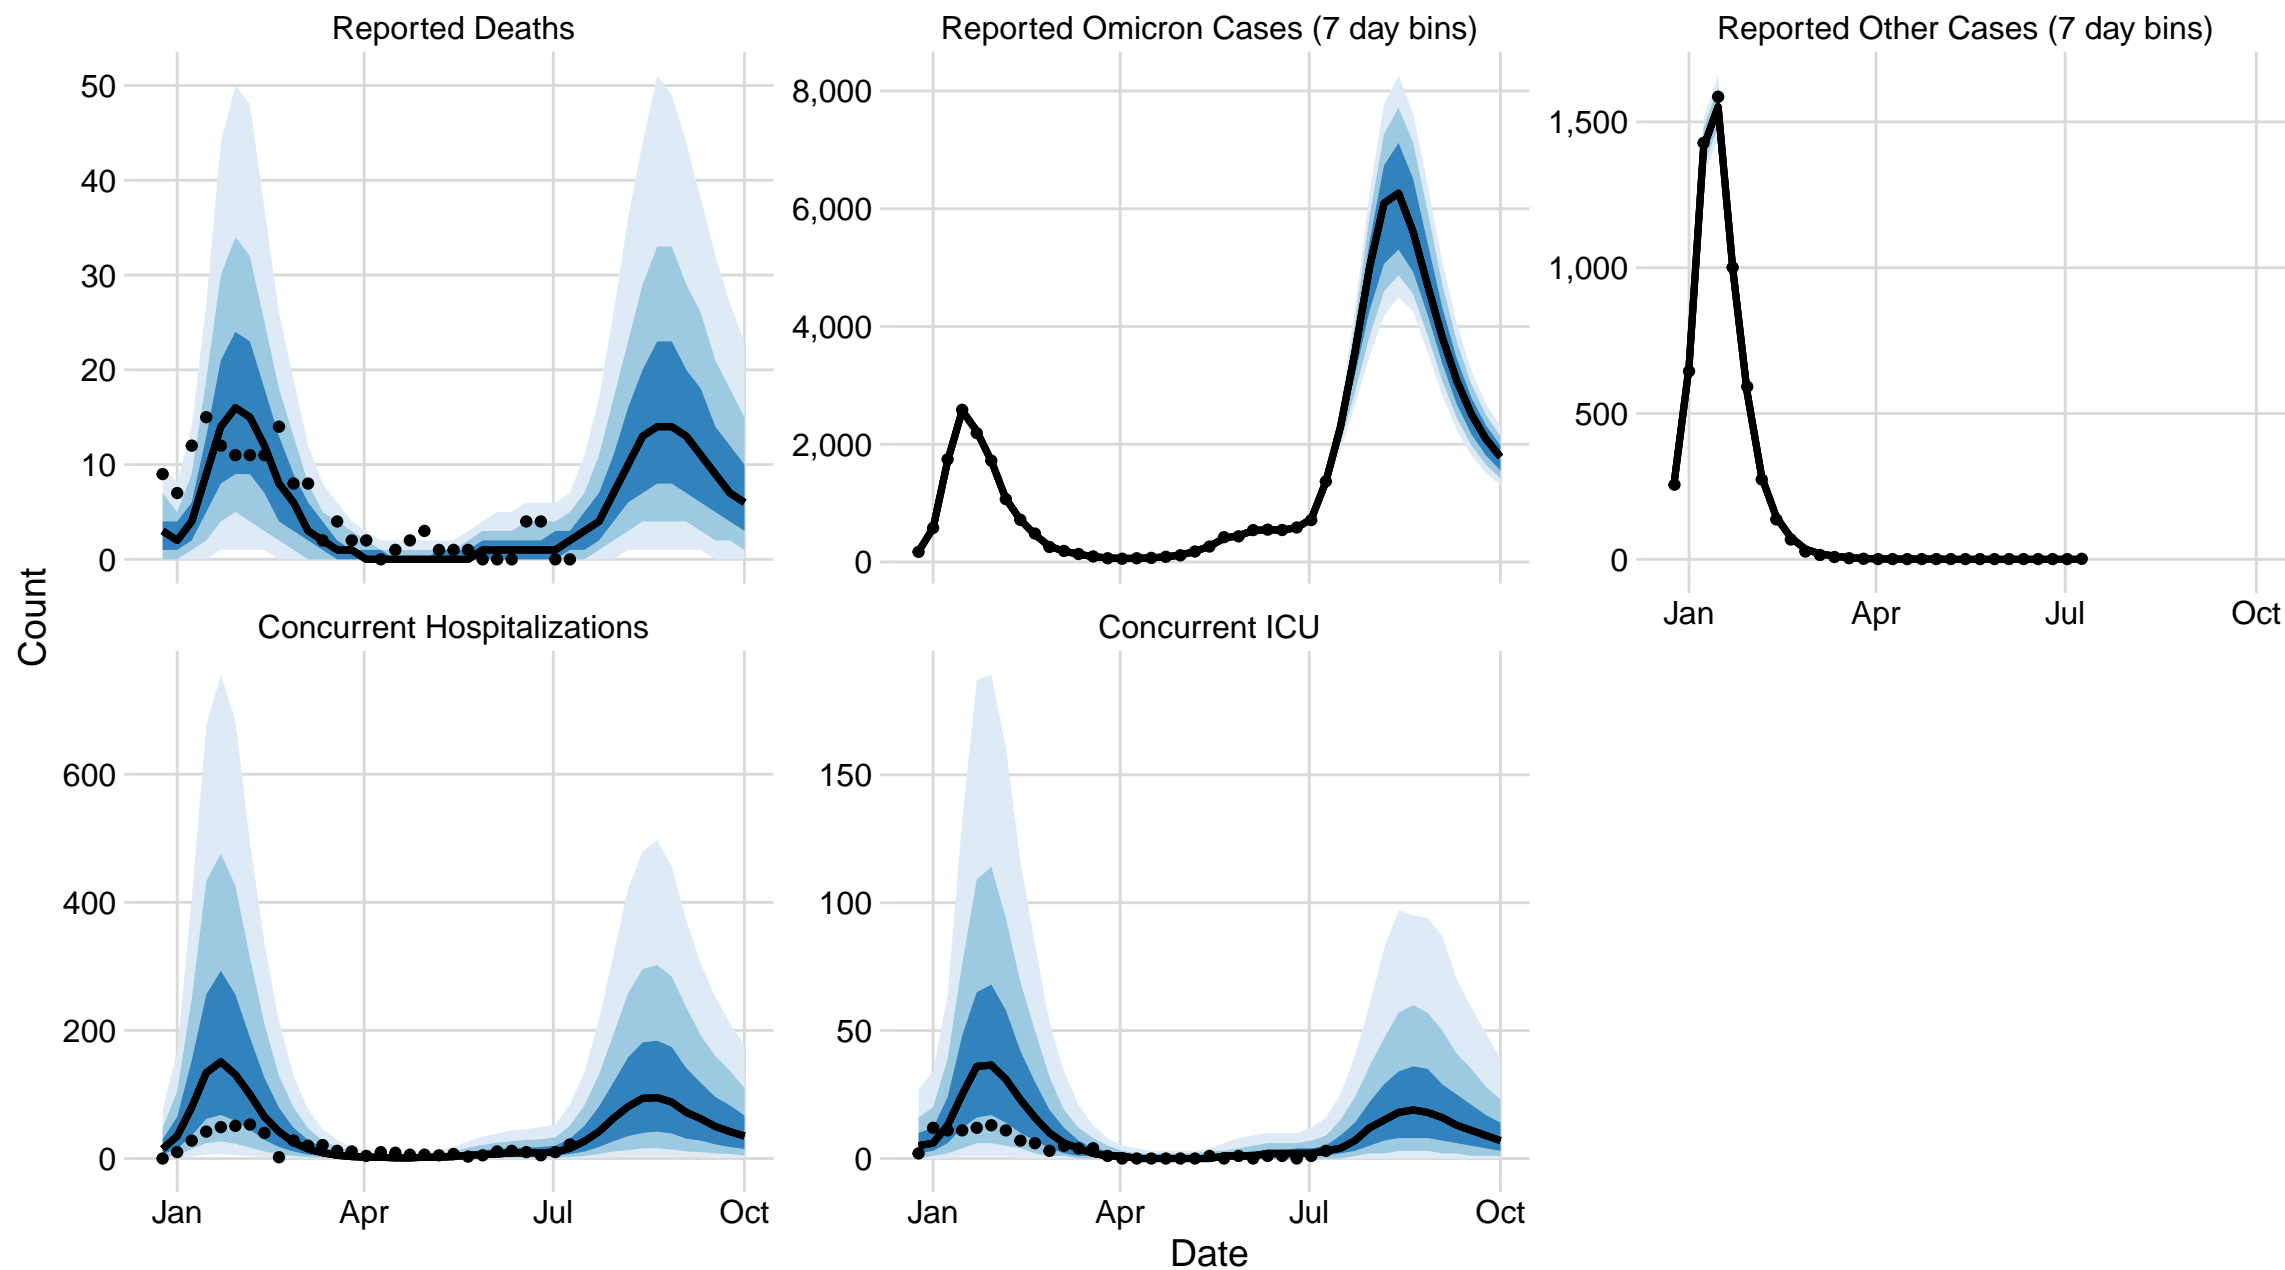 Reported Deaths
Reported Omicron Cases (7 day bins)
Reported Other Cases (7 day bins)
50
40
30
20
10
0
8,000
6,000
4,000
2,000
0
1,500
1,000
500
0
Jan Apr Jul Oct
Count
Concurrent Hospitalizations
Concurrent ICU
600
400
200
0
150
100
50
0
Jan Apr Jul Oct
Jan Apr Jul Oct
Date